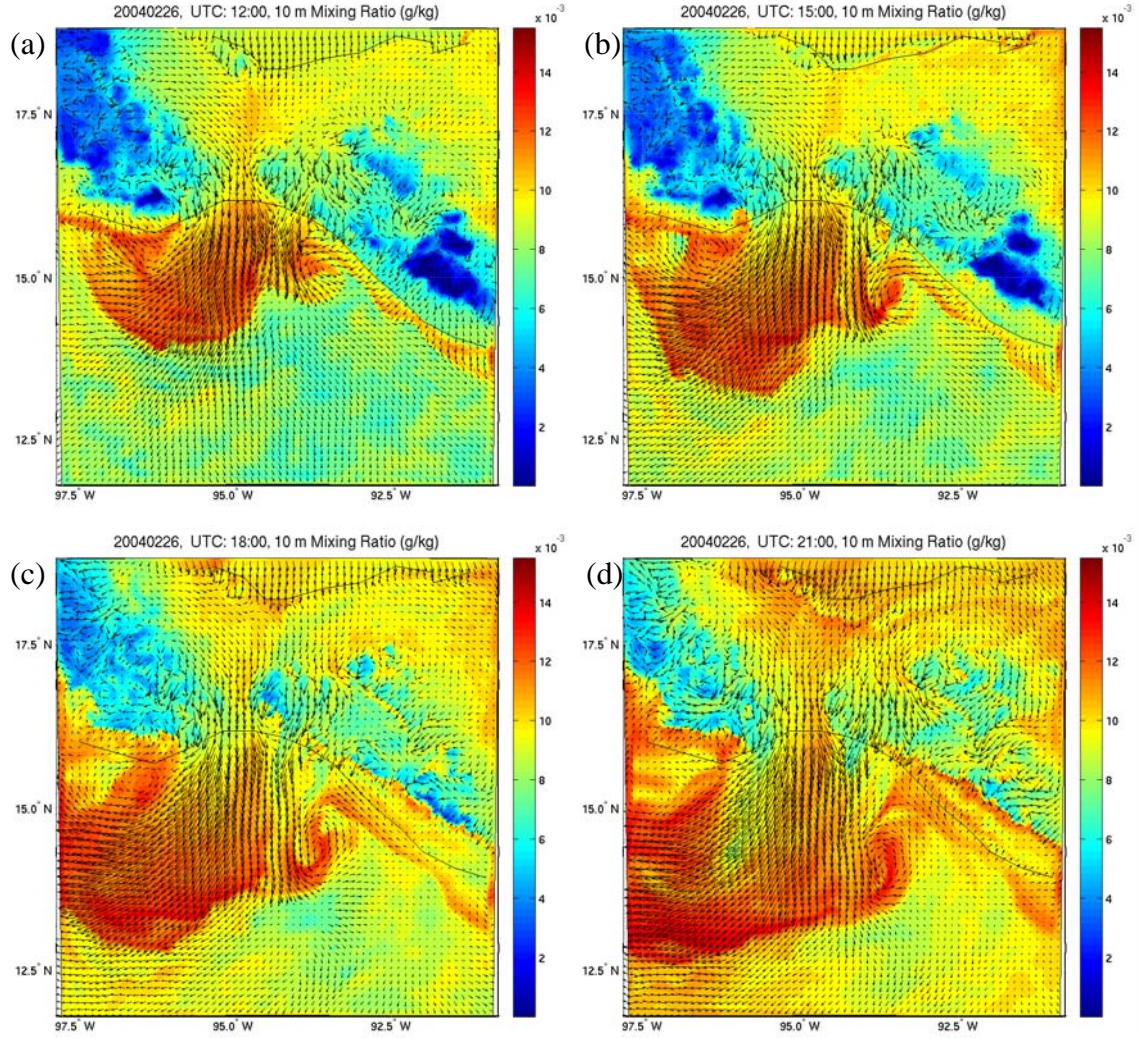 20040226, UTC: 12:00, 10 m Mixing Ratio (g/kg)
x 10⁻³
(a)
17.5° N
15.0° N
12.5° N
97.5° W 95.0° W 92.5° W
14
12
10
8
6
4
2
20040226, UTC: 15:00, 10 m Mixing Ratio (g/kg)
x 10⁻³
(b)
17.5° N
15.0° N
12.5° N
97.5° W 95.0° W 92.5° W
14
12
10
8
6
4
2
20040226, UTC: 18:00, 10 m Mixing Ratio (g/kg)
x 10⁻³
(c)
17.5° N
15.0° N
12.5° N
97.5° W 95.0° W 92.5° W
14
12
10
8
6
4
2
20040226, UTC: 21:00, 10 m Mixing Ratio (g/kg)
x 10⁻³
(d)
17.5° N
15.0° N
12.5° N
97.5° W 95.0° W 92.5° W
14
12
10
8
6
4
2